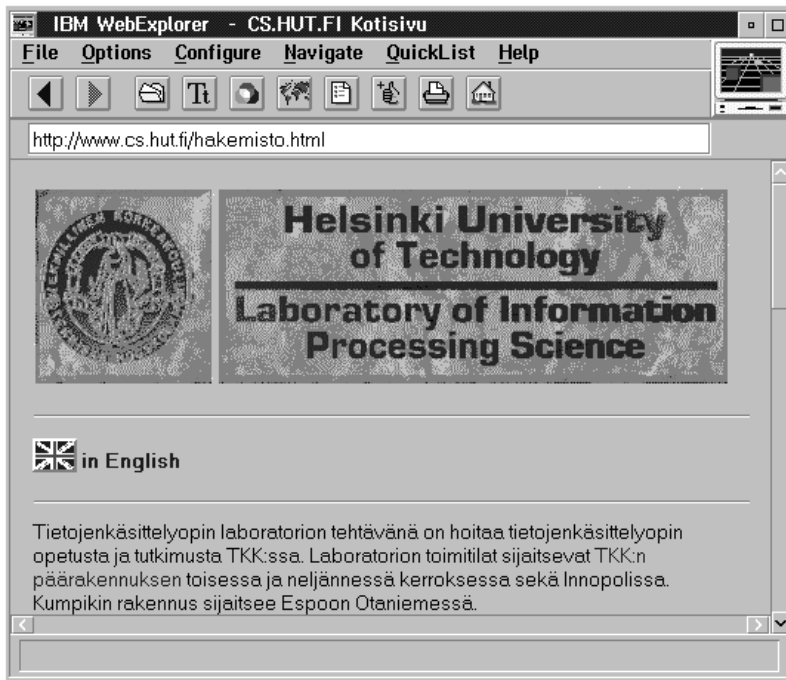 IBM WebExplorer - CS.HUT.FI Kotisivu
File Options Configure Navigate QuickList Help
Tt
http://www.cs.hut.fi/hakemisto.html
Helsinki University
of Technology
Laboratory of Information
Processing Science
in English
Tietojenkäsittelyopin laboratorion tehtävänä on hoitaa tietojenkäsittelyopin
opetusta ja tutkimusta TKK:ssa. Laboratorion toimitilat sijaitsevat TKK:n
päärakennuksen toisessa ja neljännessä kerroksessa sekä Innopolissa.
Kumpikin rakennus sijaitsee Espoon Otaniemessä.